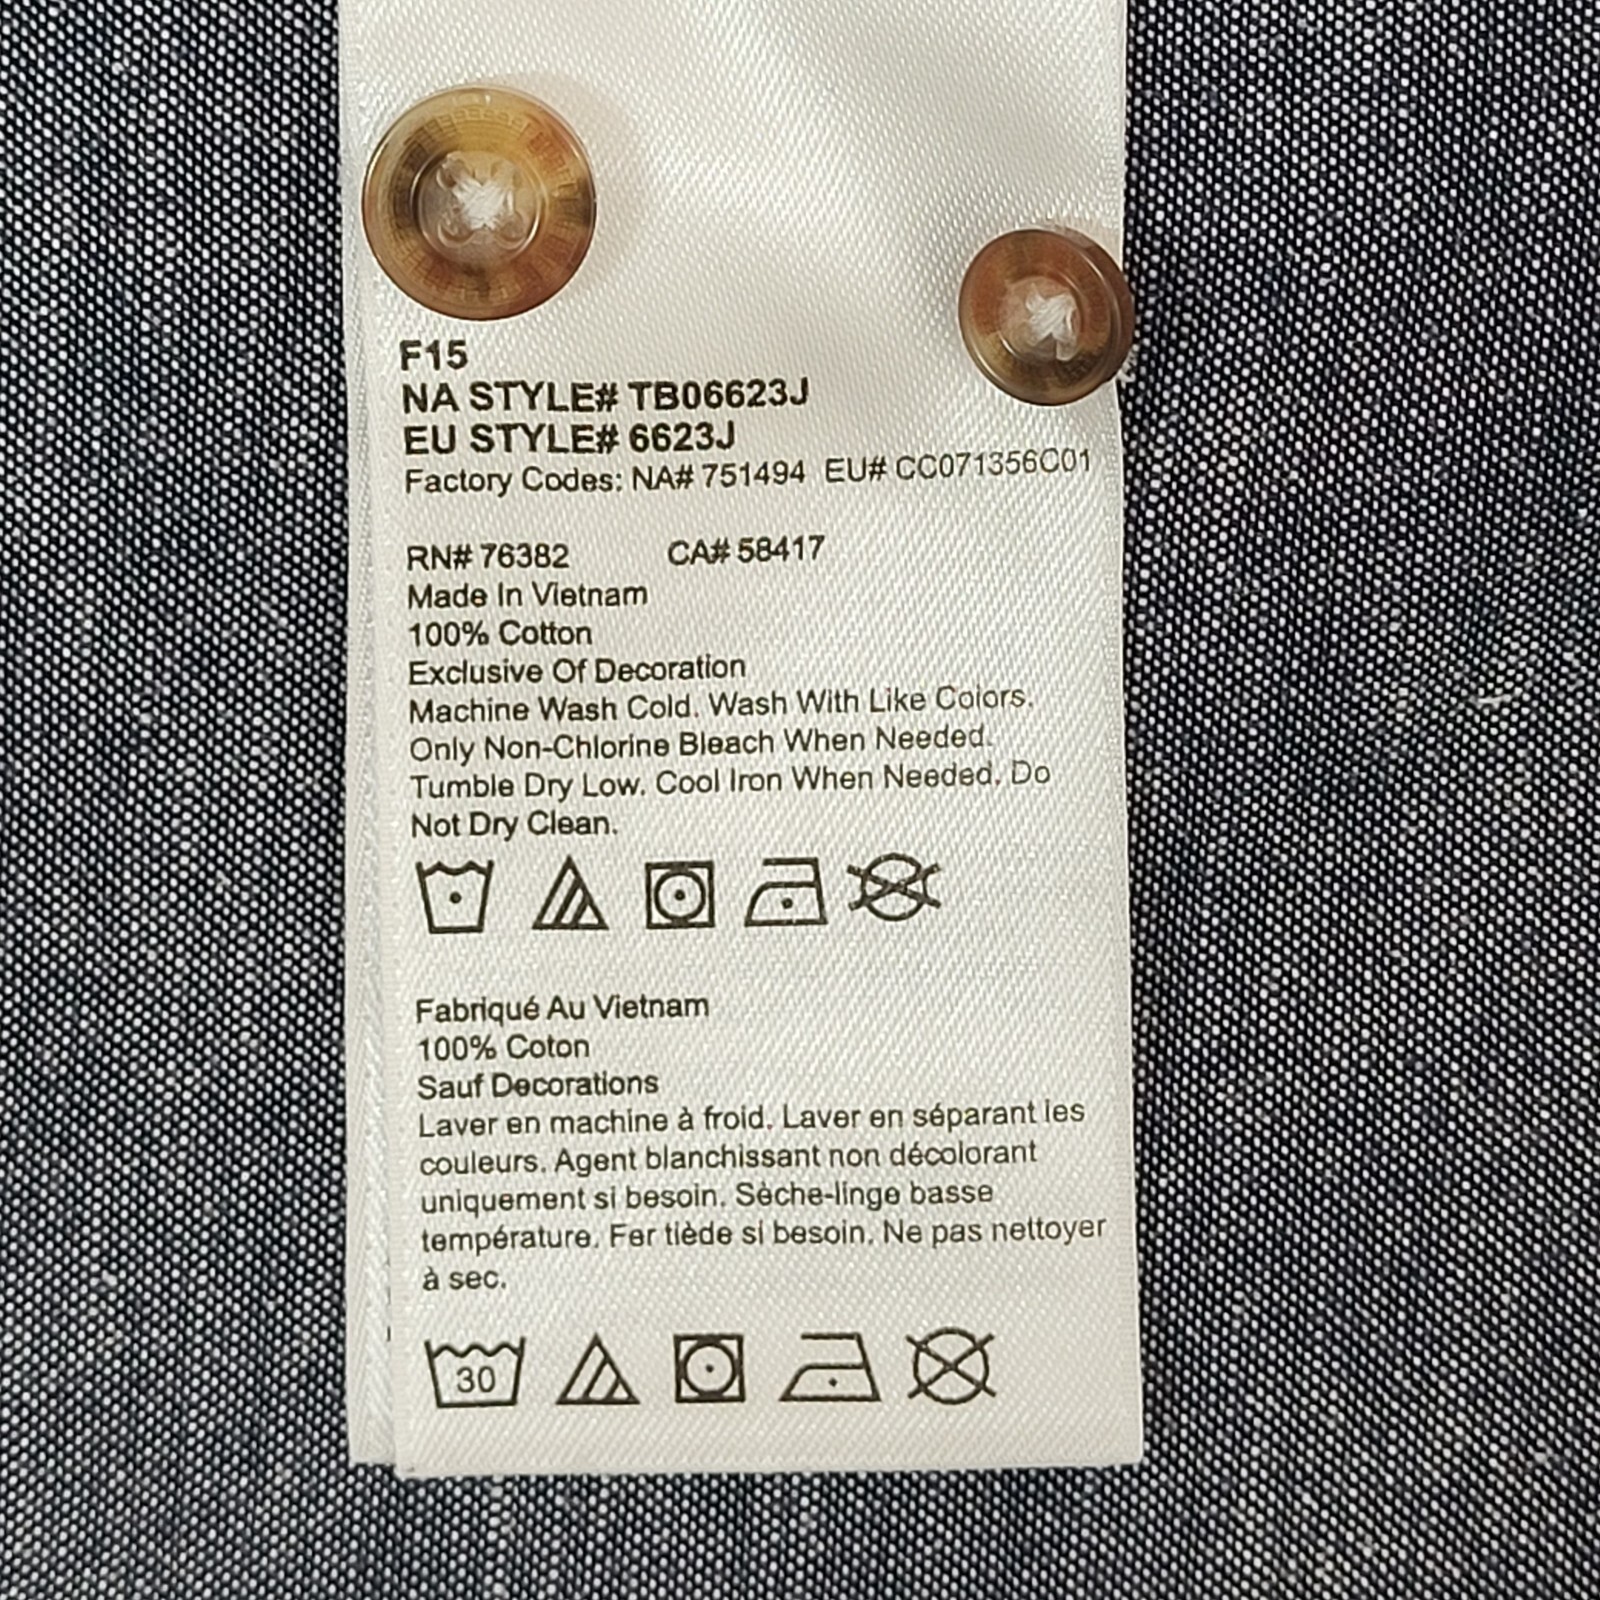 F15
NA STYLE# TB06623J
EU STYLE# 6623J
Factory Codes: NA# 751494 EU# CC071356C01
RN# 76382 CA# 58417
Made In Vietnam
100% Cotton
Exclusive Of Decoration
Machine Wash Cold. Wash With Like Colors.
Only Non-Chlorine Bleach When Needed.
Tumble Dry Low. Cool Iron When Needed. Do
Not Dry Clean.
Fabriqué Au Vietnam
100% Coton
Sauf Decorations
Laver en machine à froid. Laver en séparant les
couleurs. Agent blanchissant non décolorant
uniquement si besoin. Sèche-linge basse
température. Fer tiède si besoin. Ne pas nettoyer
à sec.
30